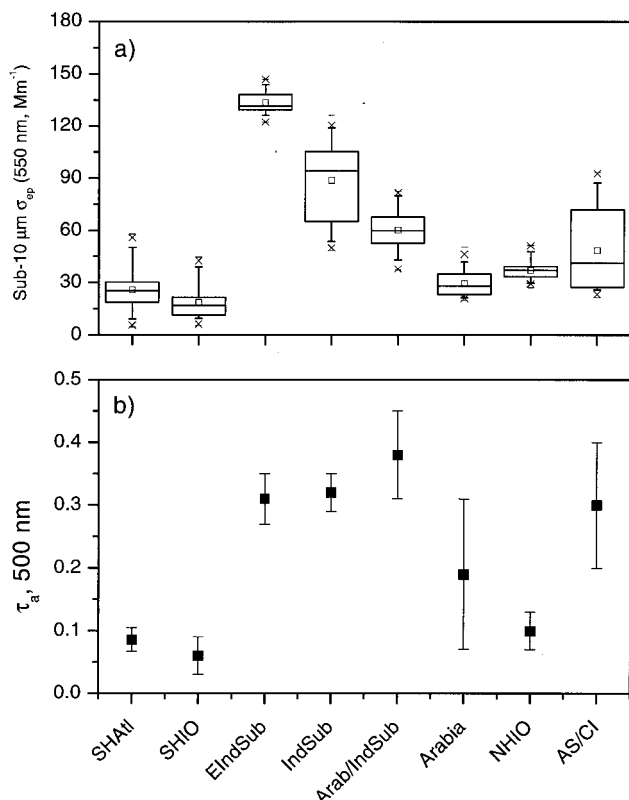 180
a)
150
120
90
60
30
0
Sub-10 μm σep (550 nm, Mm-1)
0.5
b)
0.4
0.3
0.2
0.1
0.0
τa, 500 nm
SHAtl
SHIO
EIndSub
IndSub
Arab/IndSub
Arabia
NHIO
AS/CI